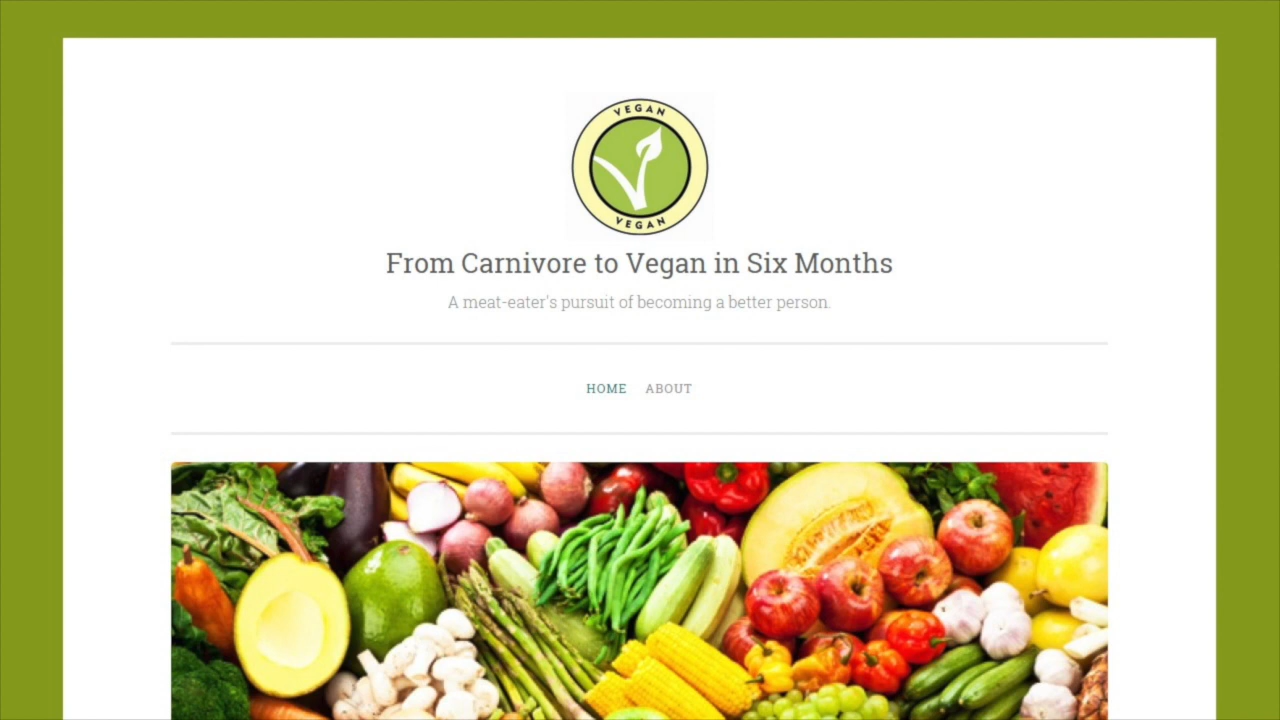 VEGAN
VEGAN
From Carnivore to Vegan in Six Months
A meat-eater's pursuit of becoming a better person.
HOME ABOUT